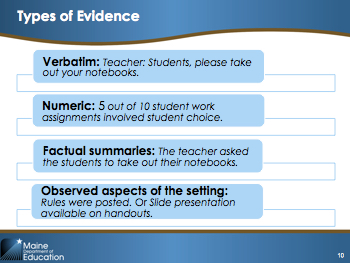 Types of Evidence
Verbatim: Teacher: Students, please take
out your notebooks.
Numeric: 5 out of 10 student work
assignments involved student choice.
Factual summaries: The teacher asked
the students to take out their notebooks.
Observed aspects of the setting:
Rules were posted. Or Slide presentation
available on handouts.
Maine
Department of
Education
10